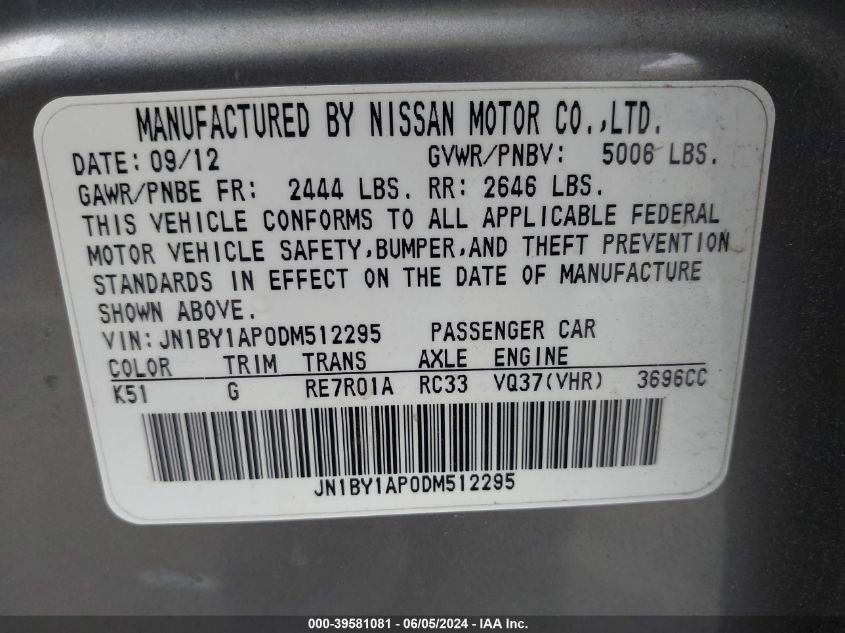 MANUFACTURED BY NISSAN MOTOR CO.,LTD.
DATE: 09/12 GVWR/PNBV: 5006 LBS.
GAWR/PNBE FR: 2444 LBS. RR: 2646 LBS.
THIS VEHICLE CONFORMS TO ALL APPLICABLE FEDERAL
MOTOR VEHICLE SAFETY,BUMPER,AND THEFT PREVENTION
STANDARDS IN EFFECT ON THE DATE OF MANUFACTURE
SHOWN ABOVE.
VIN: JN1BY1AP0DM512295 PASSENGER CAR
COLOR TRIM TRANS AXLE ENGINE
K51 G RE7R01A RC33 VQ37(VHR) 3696CC
JN1BY1AP0DM512295
000-39581081 - 06/05/2024 - IAA Inc.